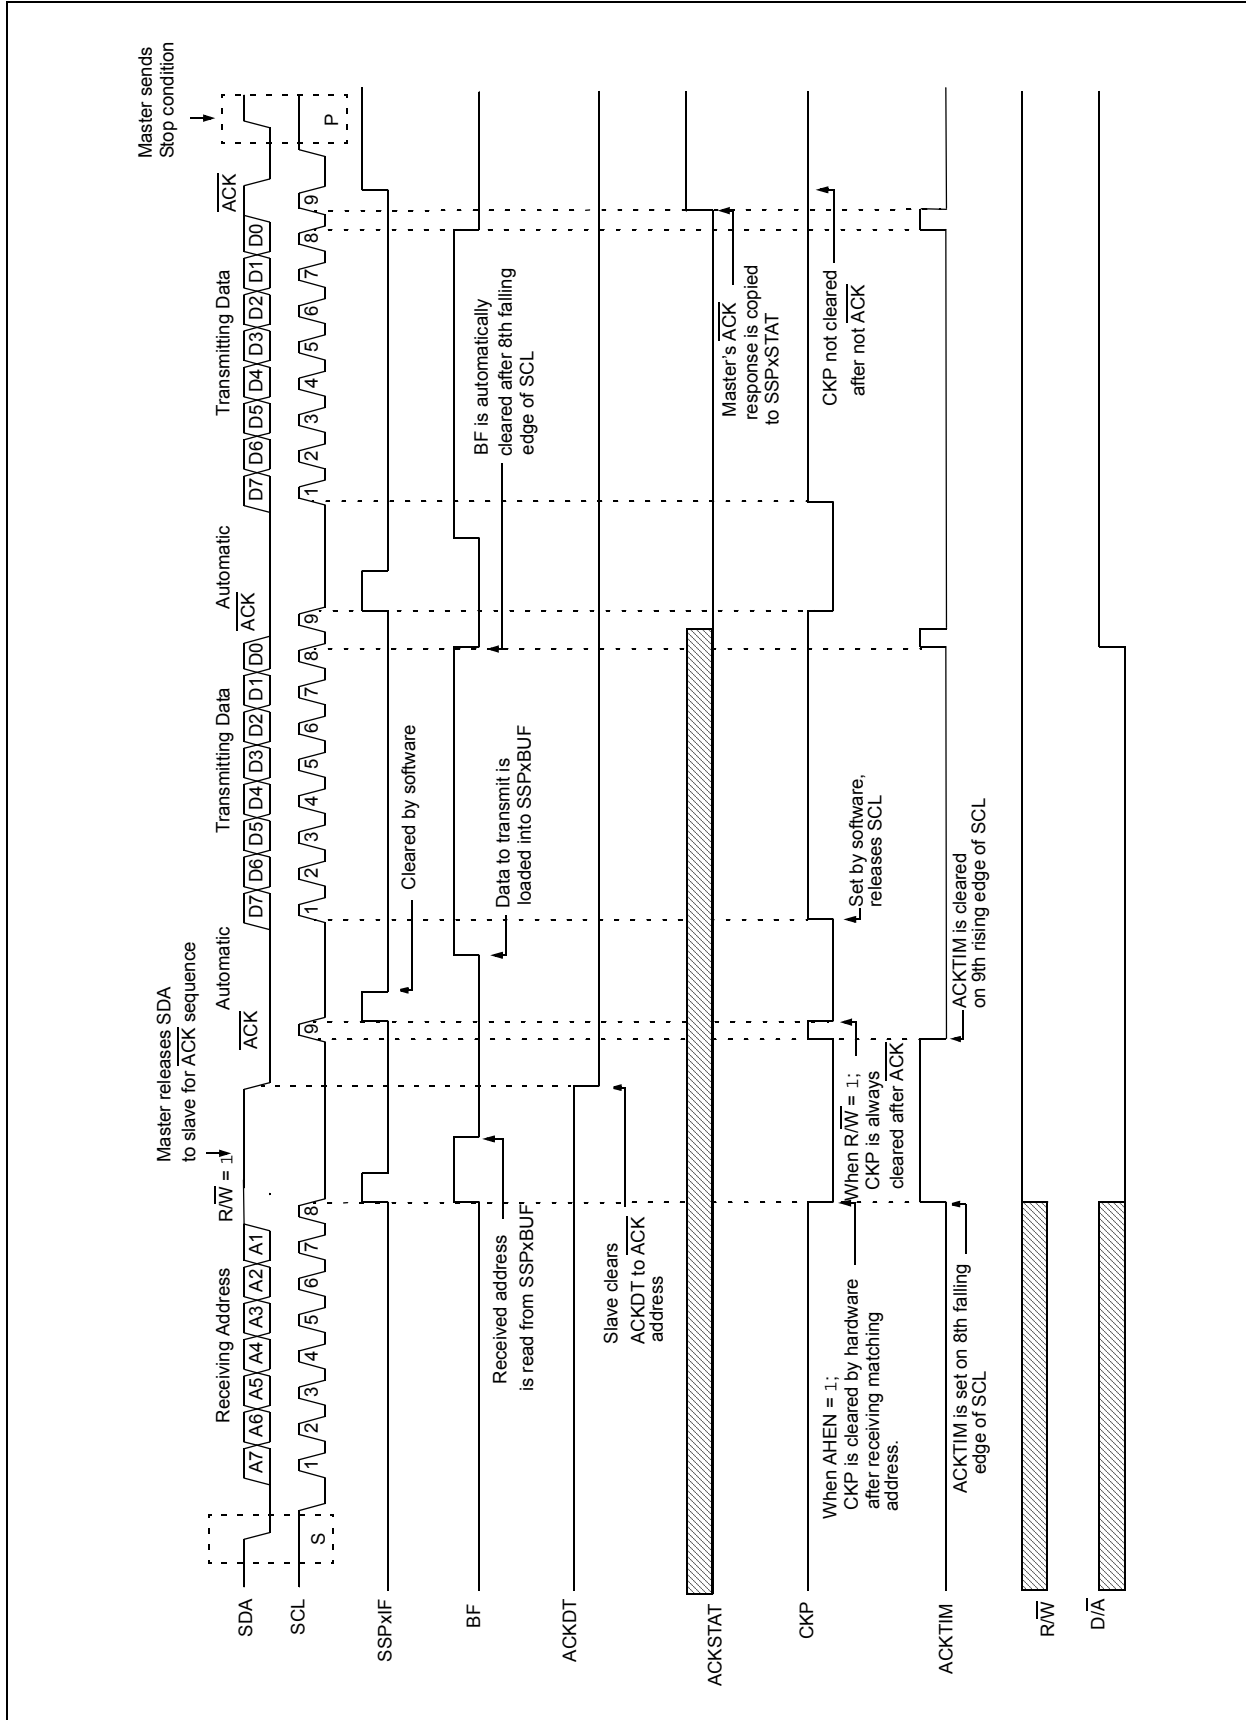 Master releases SDA
to slave for A̅C̅K̅ sequence
Master sends
Stop condition
Receiving Address
R/W̅ = 1
Automatic
A̅C̅K̅
Transmitting Data
Automatic
A̅C̅K̅
Transmitting Data
A̅C̅K̅
SDA
A7 A6 A5 A4 A3 A2 A1
D7 D6 D5 D4 D3 D2 D1 D0
D7 D6 D5 D4 D3 D2 D1 D0
SCL
S
1 2 3 4 5 6 7 8 9
1 2 3 4 5 6 7 8 9
1 2 3 4 5 6 7 8 9
P
SSPxIF
Cleared by software
BF
Received address
is read from SSPxBUF
Data to transmit is
loaded into SSPxBUF
BF is automatically
cleared after 8th falling
edge of SCL
ACKDT
Slave clears
ACKDT to A̅C̅K̅
address
ACKSTAT
Master's A̅C̅K̅
response is copied
to SSPxSTAT
CKP
When AHEN = 1;
CKP is cleared by hardware
after receiving matching
address.
When R/W̅ = 1;
CKP is always
cleared after A̅C̅K̅
Set by software,
releases SCL
CKP not cleared
after not A̅C̅K̅
ACKTIM
ACKTIM is set on 8th falling
edge of SCL
ACKTIM is cleared
on 9th rising edge of SCL
R/W̅
D/A̅